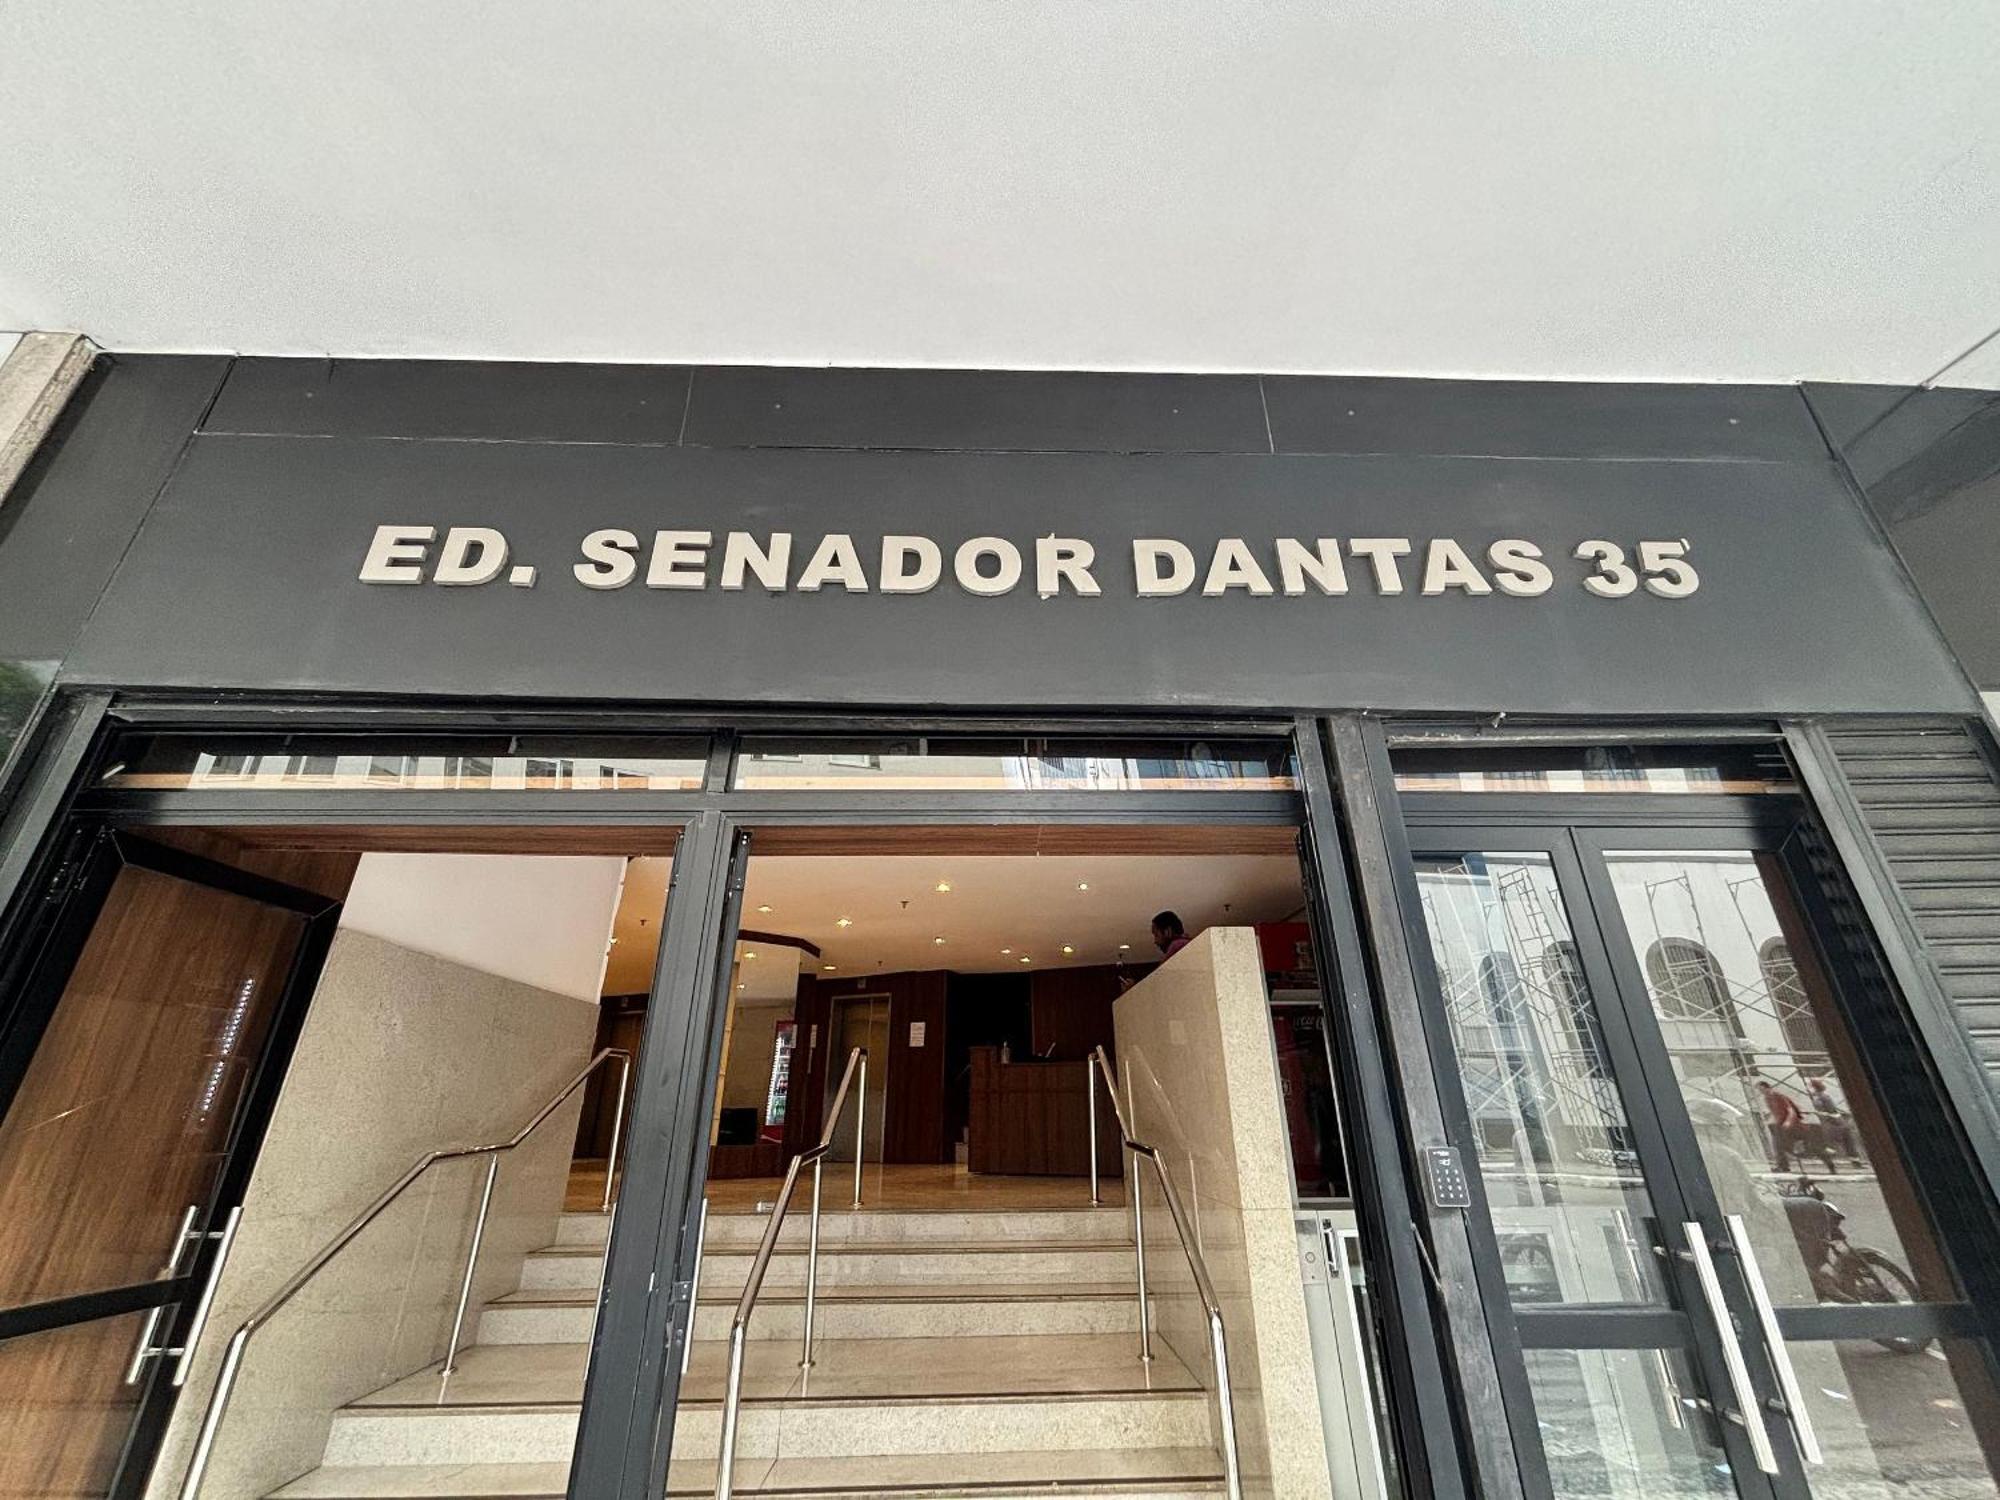 ED. SENADOR DANTAS 35